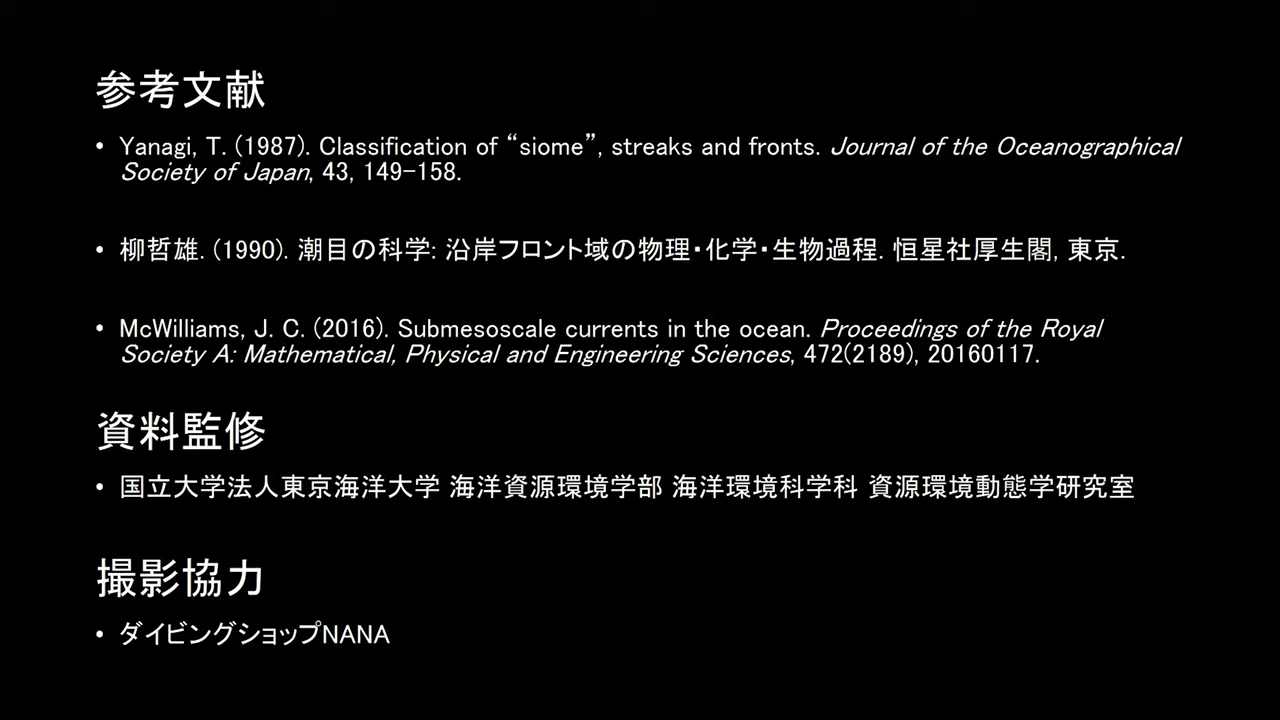 参考文献
• Yanagi, T. (1987). Classification of “siome”, streaks and fronts. Journal of the Oceanographical
Society of Japan, 43, 149-158.
• 柳哲雄. (1990). 潮目の科学: 沿岸フロント域の物理・化学・生物過程. 恒星社厚生閣, 東京.
• McWilliams, J. C. (2016). Submesoscale currents in the ocean. Proceedings of the Royal
Society A: Mathematical, Physical and Engineering Sciences, 472(2189), 20160117.
資料監修
• 国立大学法人東京海洋大学 海洋資源環境学部 海洋環境科学科 資源環境動態学研究室
撮影協力
• ダイビングショップNANA